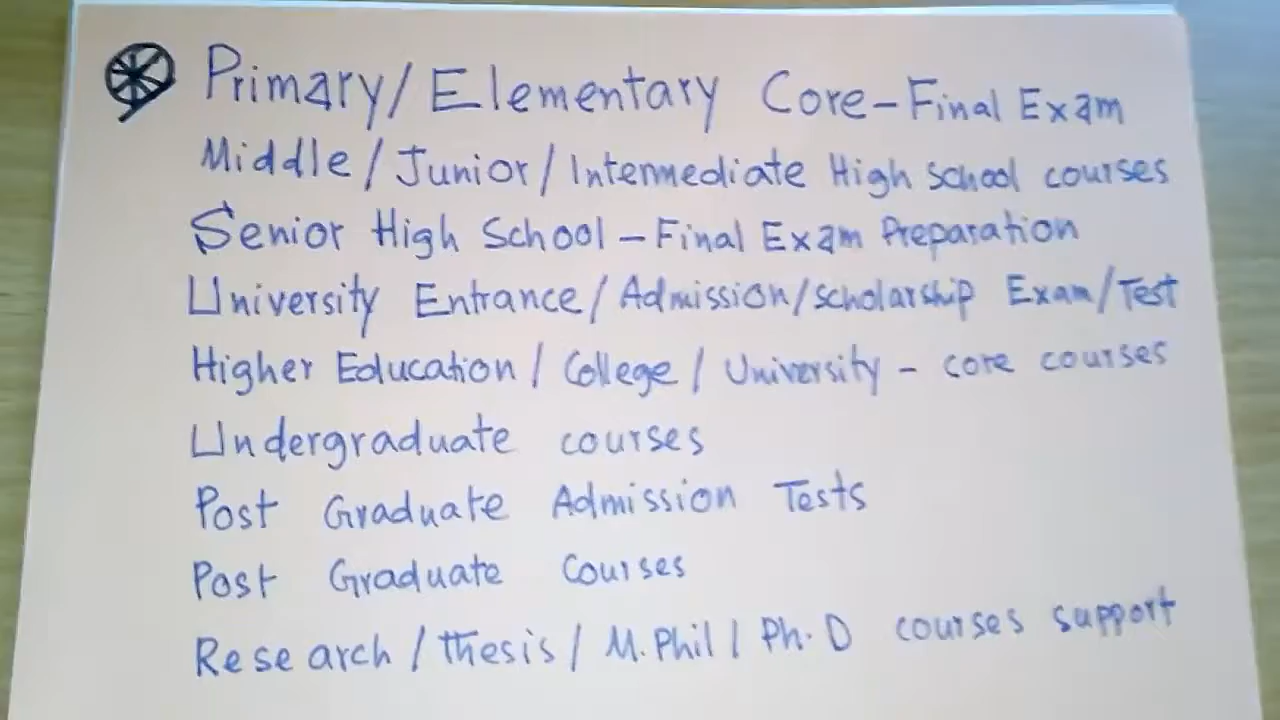 Primary/Elementary Core-Final Exam
Middle/Junior/Intermediate High school courses
Senior High School-Final Exam Preparation
University Entrance/Admission/scholarship Exam/Test
Higher Education/College/University - core courses
Undergraduate courses
Post Graduate Admission Tests
Post Graduate Courses
Research/thesis/M.Phil/Ph.D courses support